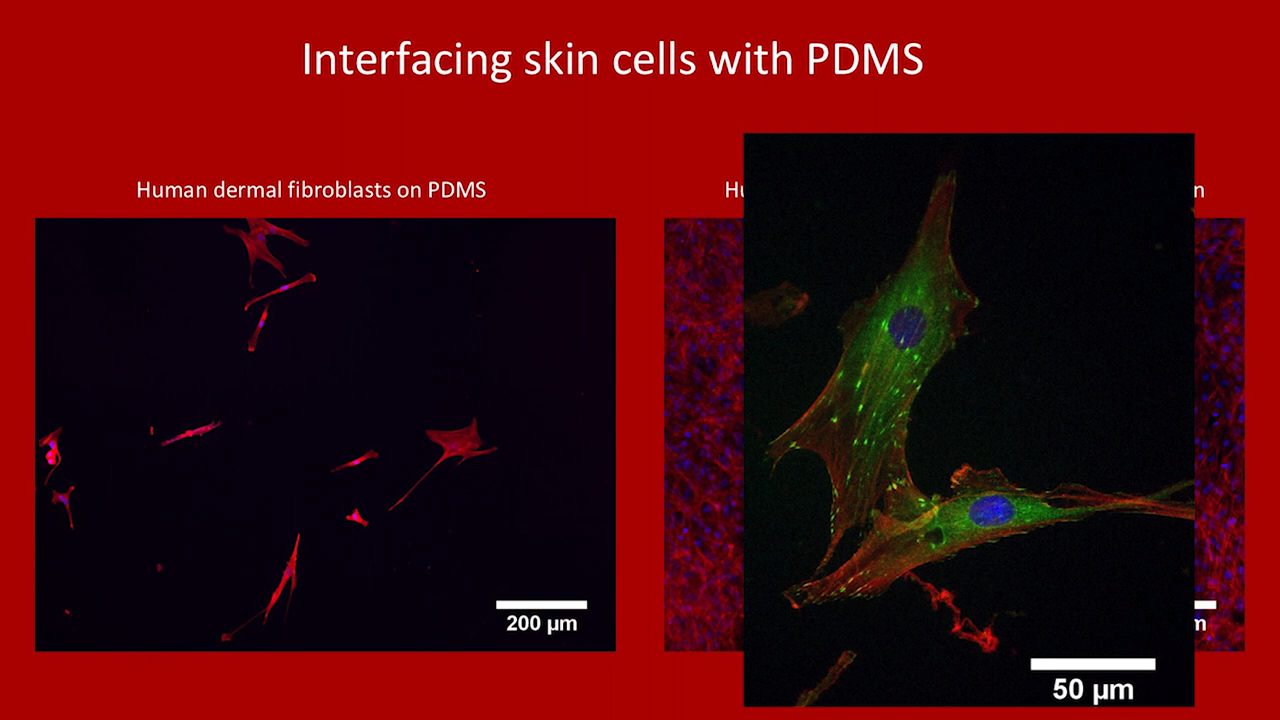 Interfacing skin cells with PDMS
Human dermal fibroblasts on PDMS
200 µm
50 µm